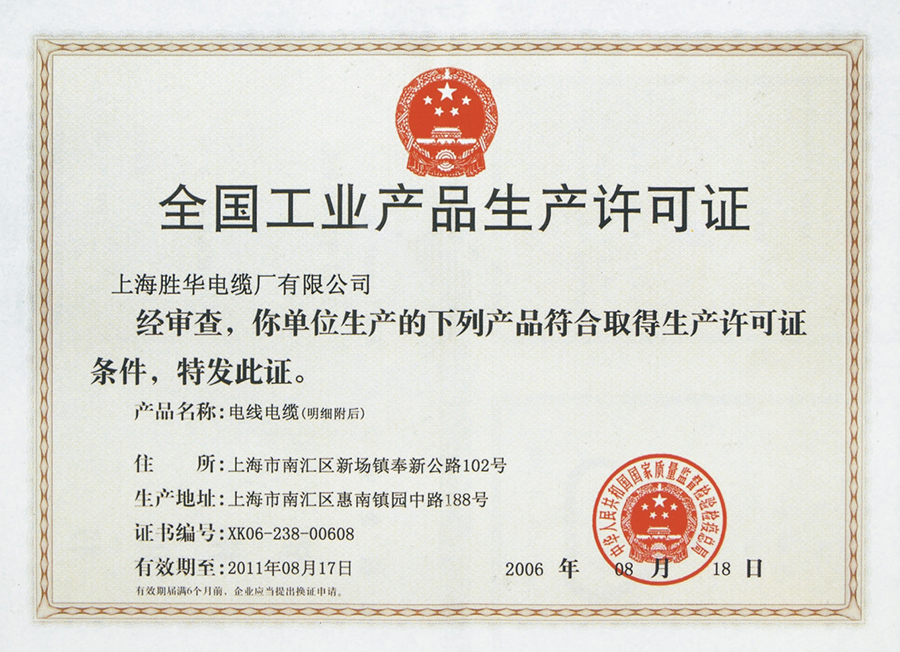 全国工业产品生产许可证
上海胜华电缆厂有限公司
经审查，你单位生产的下列产品符合取得生产许可证
条件，特发此证。
产品名称：电线电缆(明细附后)
住 所：上海市南汇区新场镇奉新公路102号
生产地址：上海市南汇区惠南镇园中路188号
证书编号：XK06-238-00608
有效期至：2011年08月17日
有效期届满6个月前，企业应当提出换证申请。
中华人民共和国国家质量监督检验检疫总局
2006 年 08 月 18 日